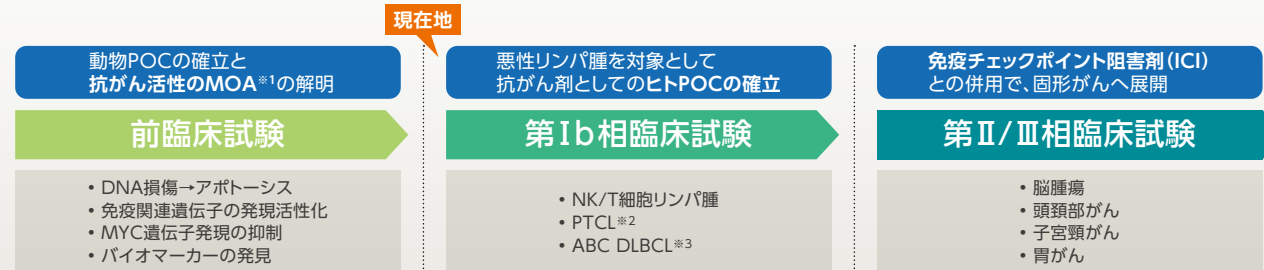 現在地
動物POCの確立と
抗がん活性のMOA※1の解明
前臨床試験
• DNA損傷→アポトーシス
• 免疫関連遺伝子の発現活性化
• MYC遺伝子発現の抑制
• バイオマーカーの発見
悪性リンパ腫を対象として
抗がん剤としてのヒトPOCの確立
第Ib相臨床試験
• NK/T細胞リンパ腫
• PTCL※2
• ABC DLBCL※3
免疫チェックポイント阻害剤(ICI)
との併用で、固形がんへ展開
第Ⅱ/Ⅲ相臨床試験
• 脳腫瘍
• 頭頚部がん
• 子宮頸がん
• 胃がん